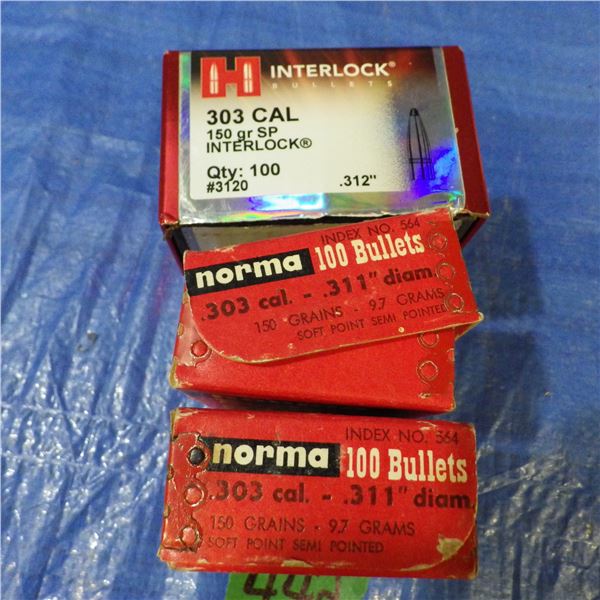 H INTERLOCK®
BULLETS
303 CAL
150 gr SP
INTERLOCK®
Qty: 100
#3120 .312"
INDEX NO. 564
norma 100 Bullets
.303 cal. - .311" diam.
150 GRAINS - 9.7 GRAMS
SOFT POINT SEMI POINTED
INDEX NO. 564
norma 100 Bullets
.303 cal. - .311" diam.
150 GRAINS - 9.7 GRAMS
SOFT POINT SEMI POINTED